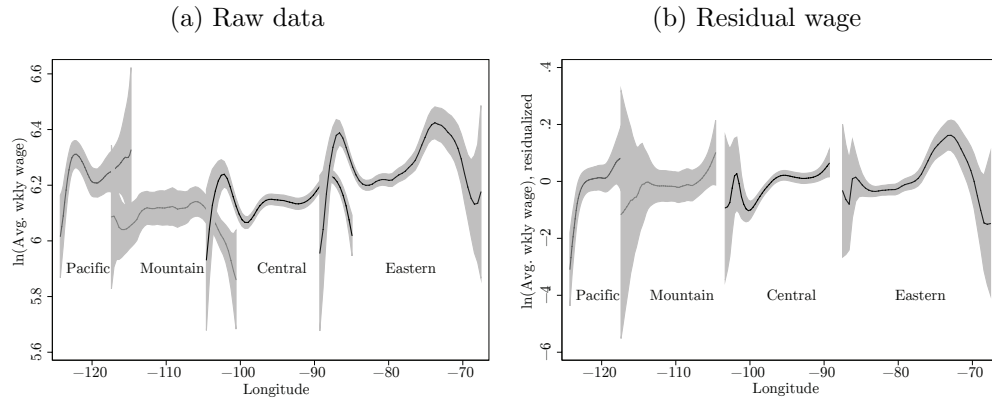 (a) Raw data
(b) Residual wage
ln(Avg. wkly wage)
6.6
6.4
6.2
6
5.8
5.6
Pacific
Mountain
Central
Eastern
−120
−110
−100
−90
−80
−70
Longitude
ln(Avg. wkly wage), residualized
.4
.2
0
-.2
-.4
-.6
Pacific
Mountain
Central
Eastern
−120
−110
−100
−90
−80
−70
Longitude